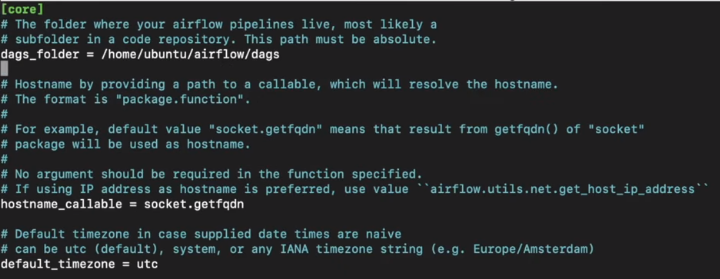 [core]
# The folder where your airflow pipelines live, most likely a
# subfolder in a code repository. This path must be absolute.
dags_folder = /home/ubuntu/airflow/dags
# Hostname by providing a path to a callable, which will resolve the hostname.
# The format is "package.function".
#
# For example, default value "socket.getfqdn" means that result from getfqdn() of "socket"
# package will be used as hostname.
#
# No argument should be required in the function specified.
# If using IP address as hostname is preferred, use value ``airflow.utils.net.get_host_ip_address``
hostname_callable = socket.getfqdn
# Default timezone in case supplied date times are naive
# can be utc (default), system, or any IANA timezone string (e.g. Europe/Amsterdam)
default_timezone = utc